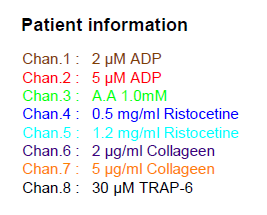 Patient information
Chan.1 : 2 µM ADP
Chan.2 : 5 µM ADP
Chan.3 : A.A 1.0mM
Chan.4 : 0.5 mg/ml Ristocetine
Chan.5 : 1.2 mg/ml Ristocetine
Chan.6 : 2 µg/ml Collageen
Chan.7 : 5 µg/ml Collageen
Chan.8 : 30 µM TRAP-6